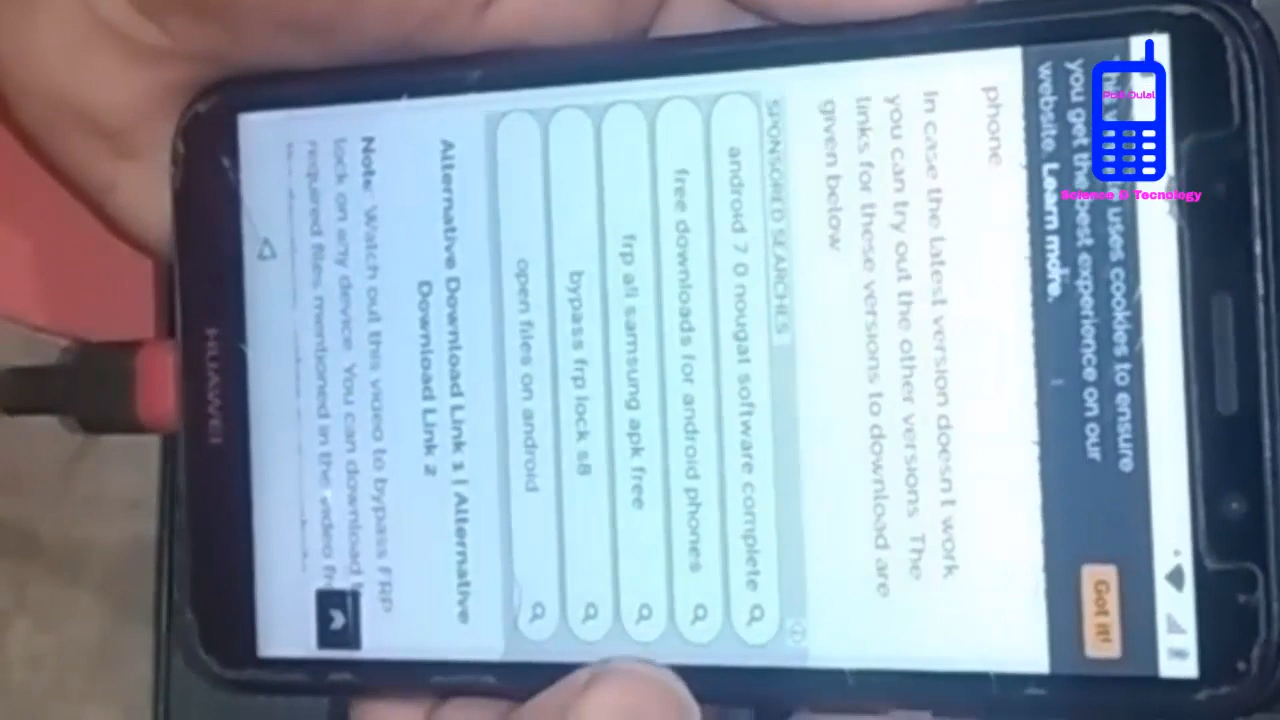 uses cookies to ensure
you get the best experience on our
website. Learn more.
Got it!
phone
In case the latest version doesn't work
you can try out the other versions. The
links for these versions to download are
given below
SPONSORED SEARCHES
android 7 0 nougat software complete
free downloads for android phones
frp all samsung apk free
bypass frp lock s8
open files on android
Alternative Download Link 1 | Alternative
Download Link 2
Note: Watch out this video to bypass FRP
lock on any device. You can download
required files mentioned in the video
HUAWEI
Dulal
Science & Tecnology